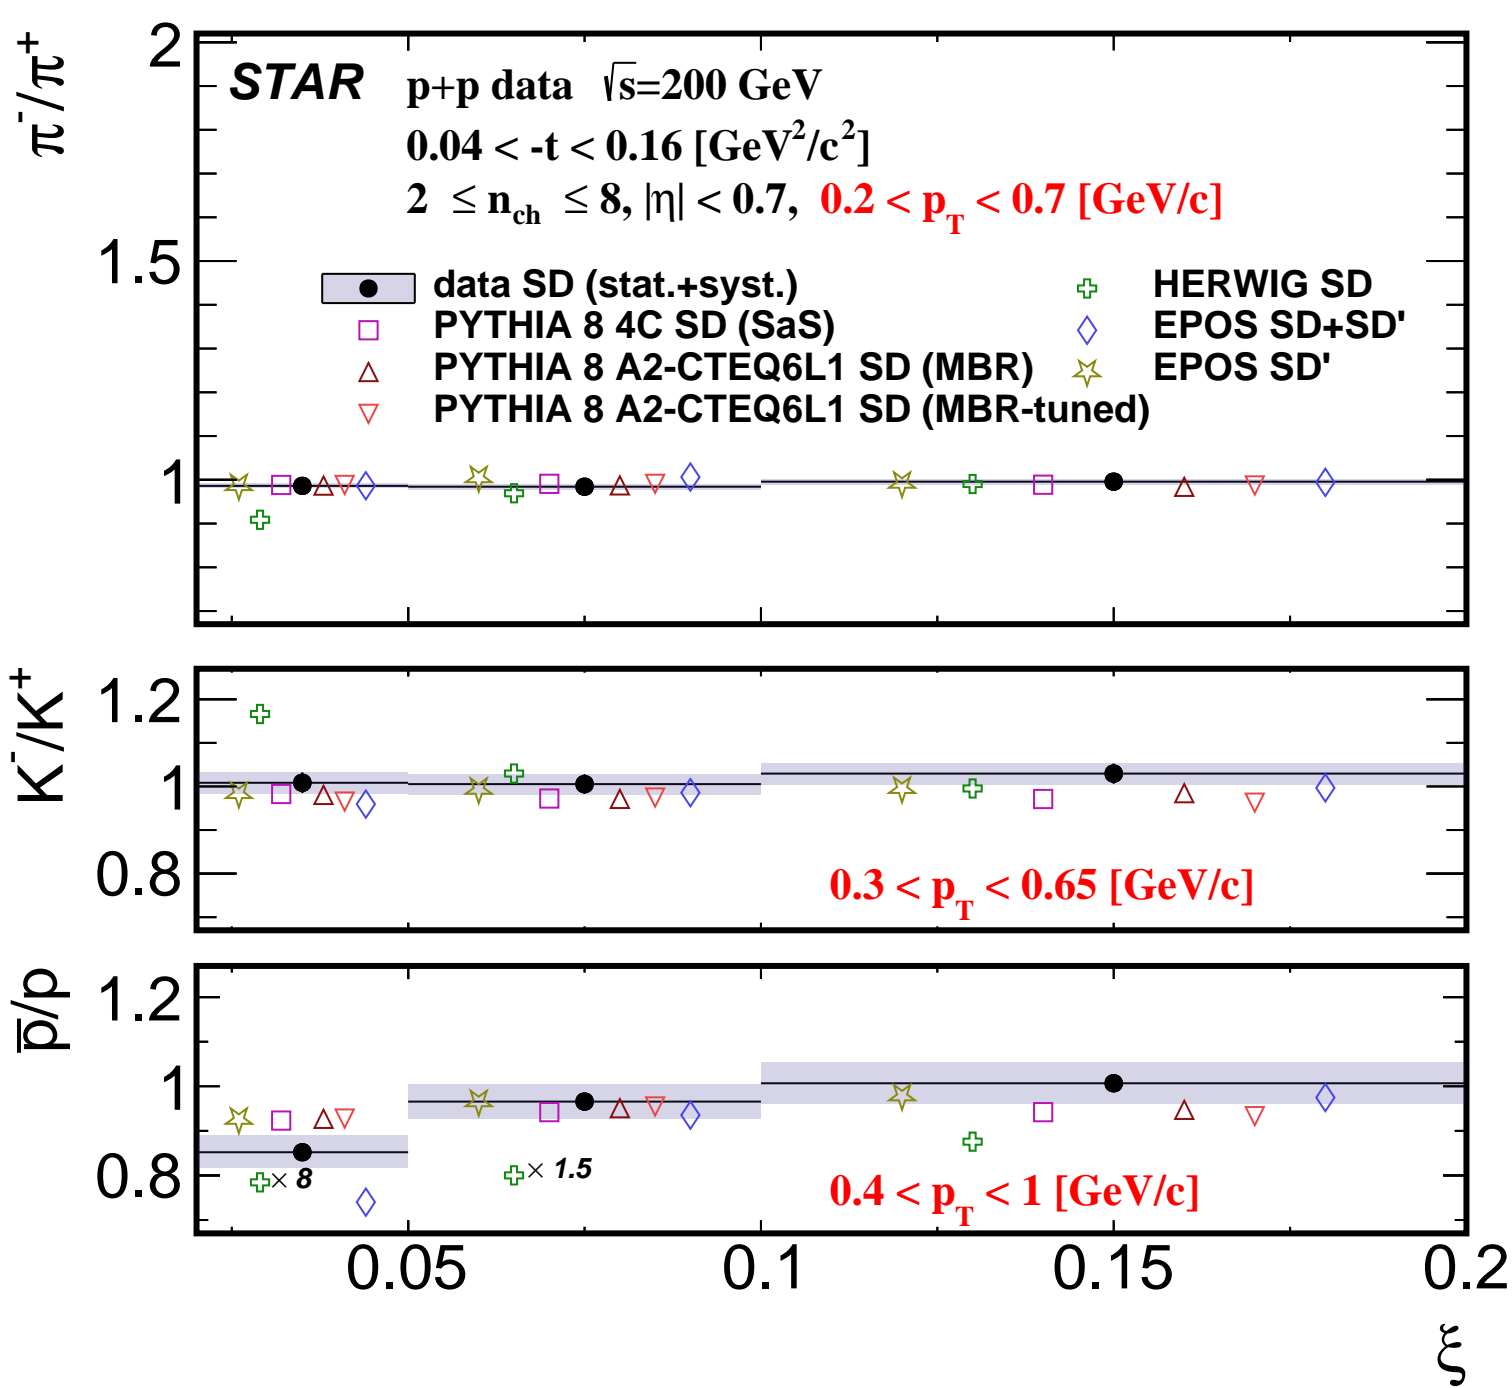 π⁻/π⁺
2
1.5
1
STAR p+p data √s=200 GeV
0.04 < -t < 0.16 [GeV²/c²]
2 ≤ n_ch ≤ 8, |η| < 0.7, 0.2 < p_T < 0.7 [GeV/c]
data SD (stat.+syst.)
PYTHIA 8 4C SD (SaS)
PYTHIA 8 A2-CTEQ6L1 SD (MBR)
PYTHIA 8 A2-CTEQ6L1 SD (MBR-tuned)
HERWIG SD
EPOS SD+SD'
EPOS SD'
K⁻/K⁺
1.2
1
0.8
0.3 < p_T < 0.65 [GeV/c]
p̅/p
1.2
1
0.8
× 8
× 1.5
0.4 < p_T < 1 [GeV/c]
0.05 0.1 0.15 0.2
ξ